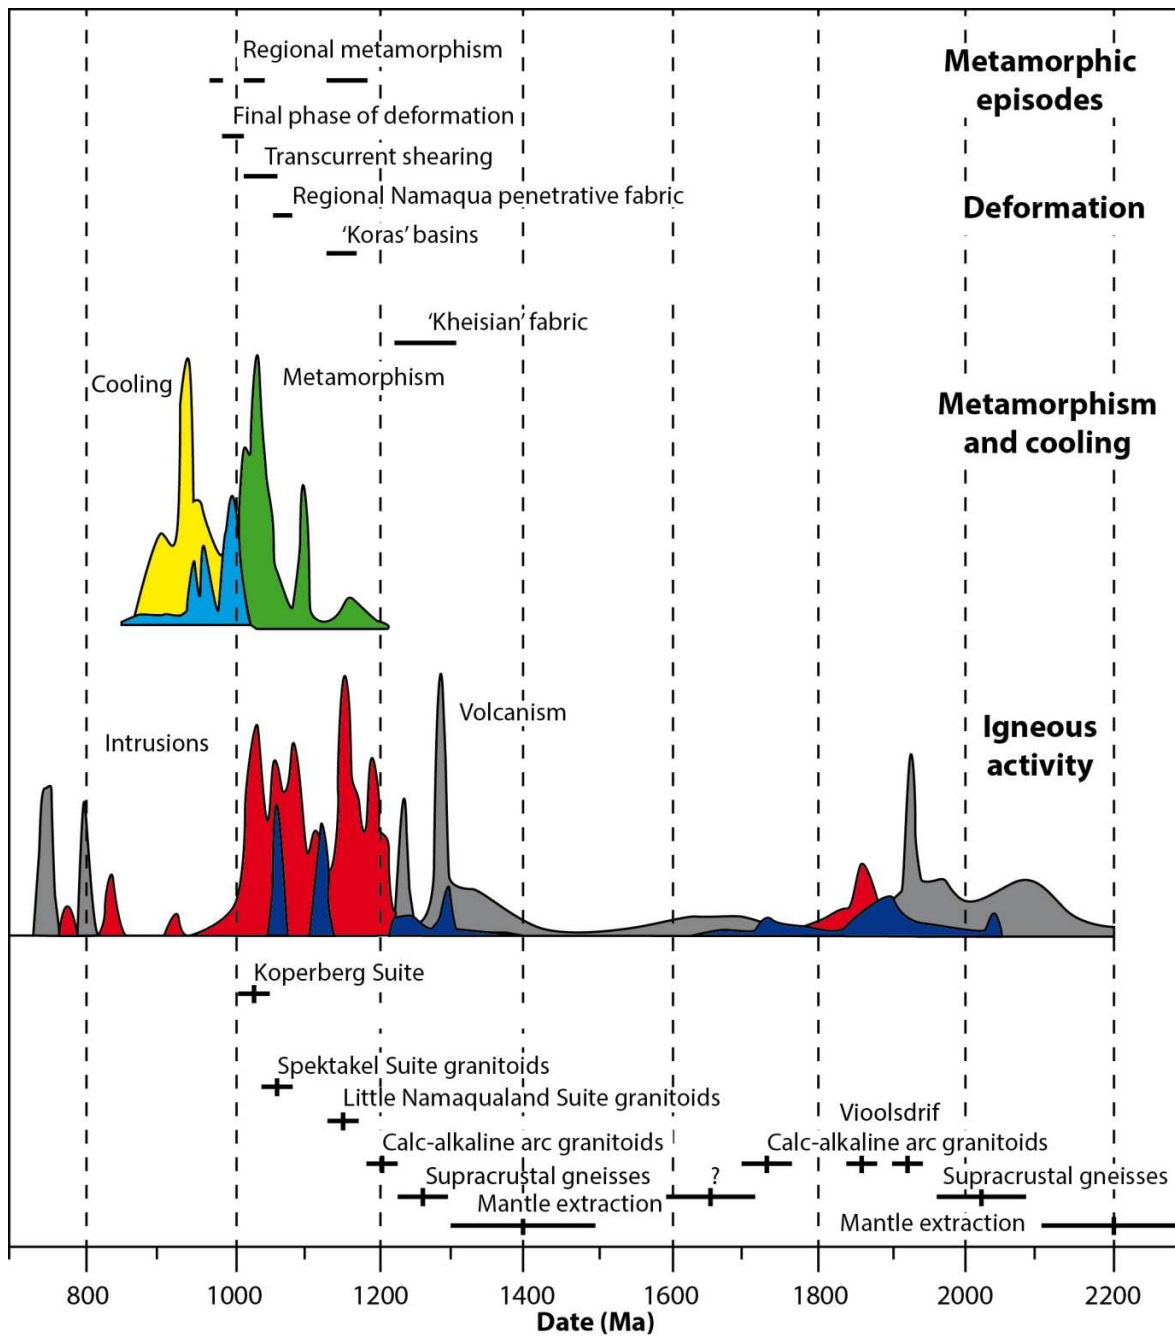 Regional metamorphism
Metamorphic
episodes
Final phase of deformation
Transcurrent shearing
Regional Namaqua penetrative fabric
Deformation
'Koras' basins
'Kheisian' fabric
Cooling
Metamorphism
Metamorphism
and cooling
Volcanism
Intrusions
Igneous
activity
Koperberg Suite
Spektakel Suite granitoids
Little Namaqualand Suite granitoids
Vioolsdrif
Calc-alkaline arc granitoids
Calc-alkaline arc granitoids
Supracrustal gneisses
?
Supracrustal gneisses
Mantle extraction
Mantle extraction
800 1000 1200 1400 1600 1800 2000 2200
Date (Ma)